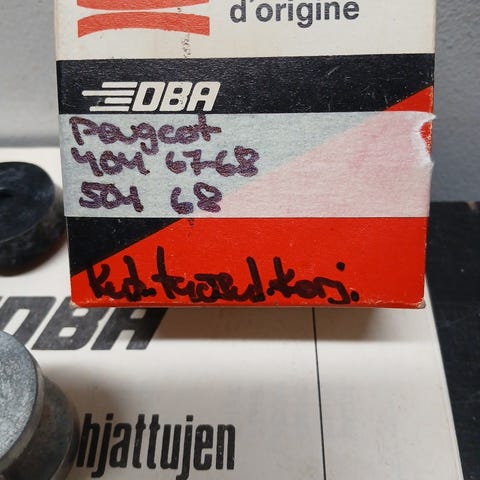 d'origine
DBA
Peugeot
404 67-68
504 68
DBA
hjattujen